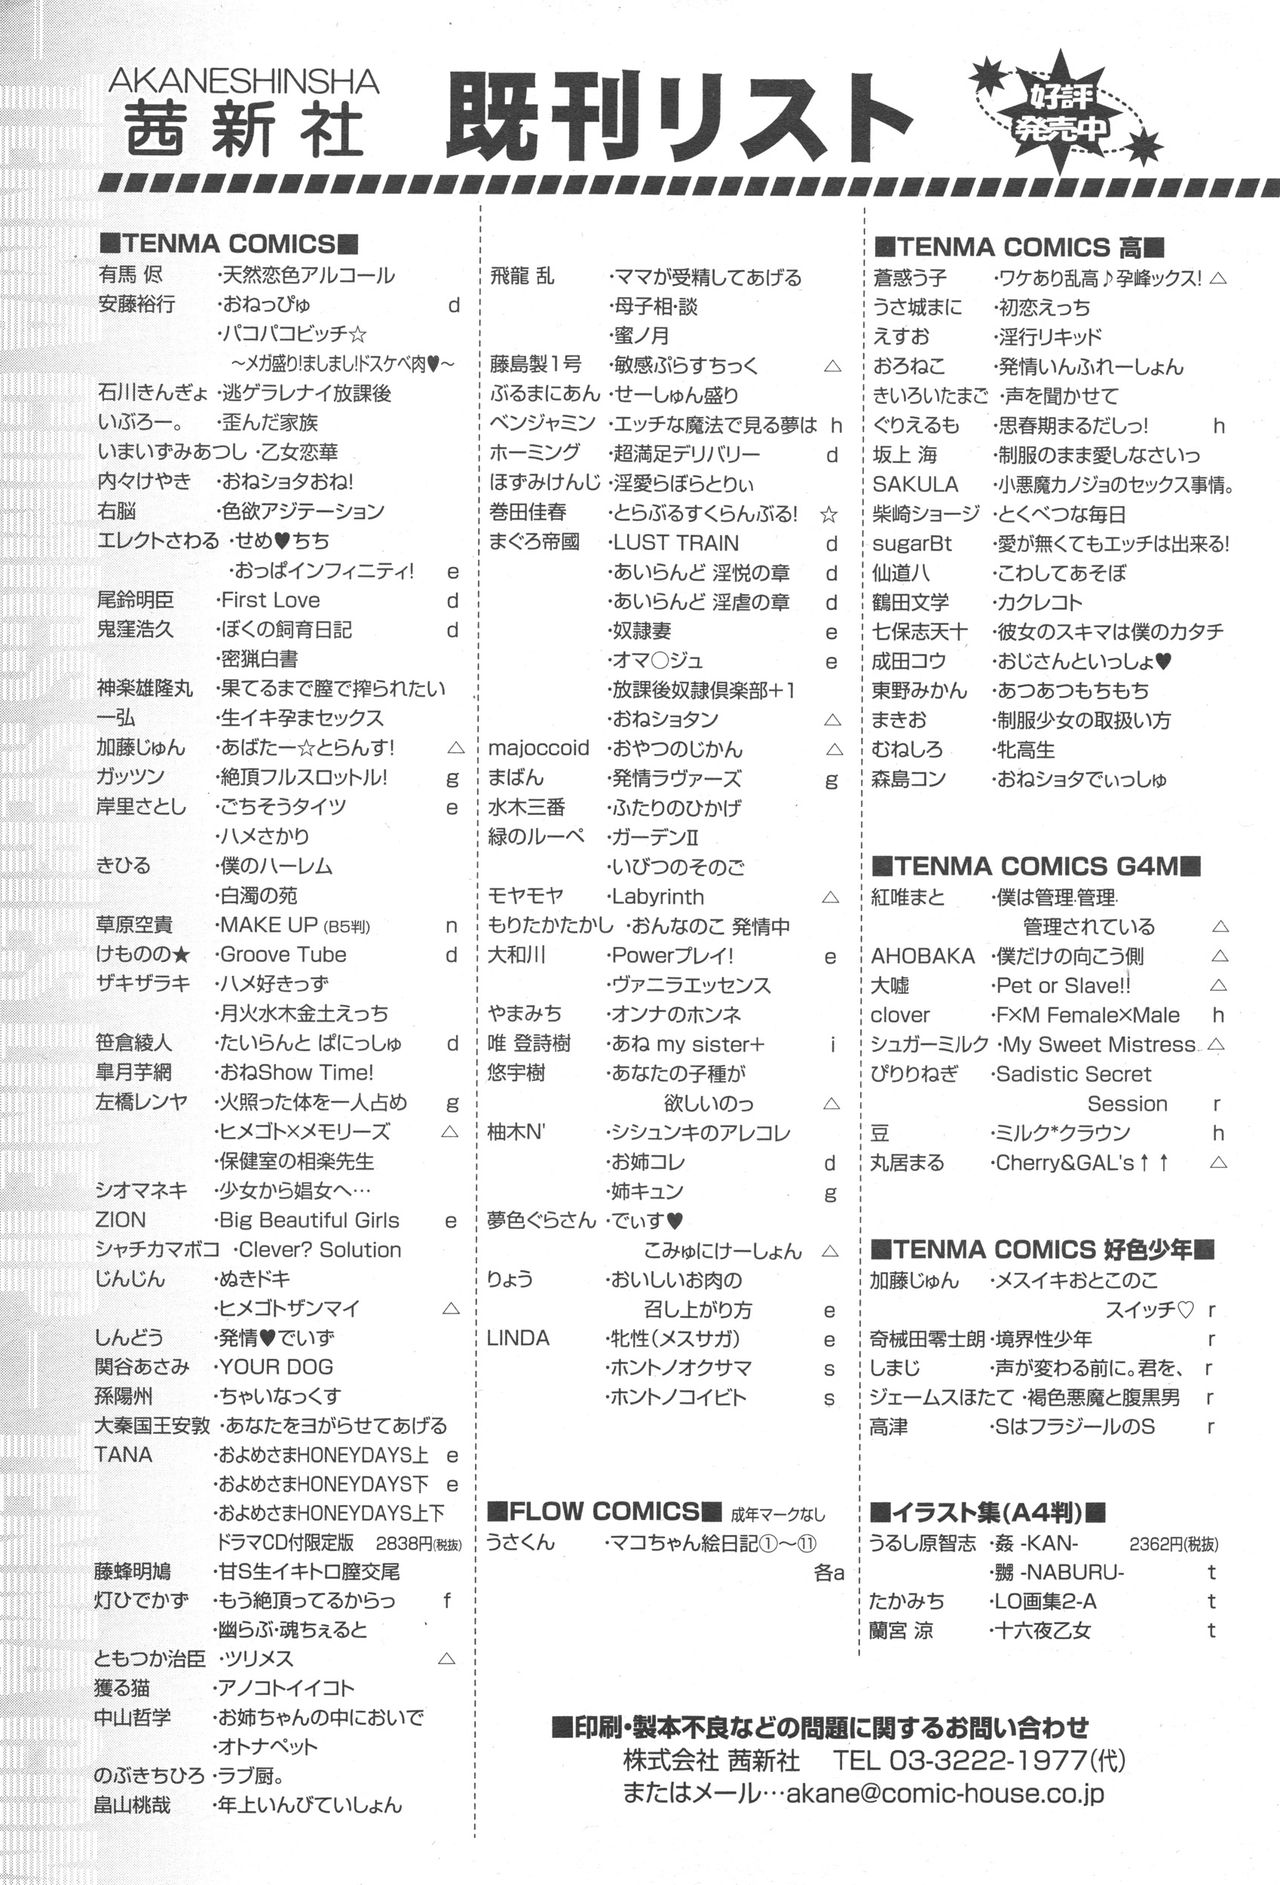 AKANESHINSHA
茜新社
既刊リスト
好評
発売中
■TENMA COMICS■
有馬侭 ・天然恋色アルコール
安藤裕行 ・おねっぴゅ d
・パコパコビッチ☆
～メガ盛り!ましまし!ドスケベ肉♥～
石川きんぎょ ・逃ゲラレナイ放課後
いぶろー。 ・歪んだ家族
いまいずみあつし ・乙女恋華
内々けやき ・おねショタおね!
右脳 ・色欲アジテーション
エレクトさわる ・せめ♥ちち
・おっぱインフィニティ! e
尾鈴明臣 ・First Love d
鬼窪浩久 ・ぼくの飼育日記 d
・密猟白書
神楽雄隆丸 ・果てるまで膣で搾られたい
一弘 ・生イキ孕まセックス
加藤じゅん ・あばたー☆とらんす! △
ガッツン ・絶頂フルスロットル! g
岸里さとし ・ごちそうタイツ e
・ハメさかり
きひる ・僕のハーレム
・白濁の苑
草原空貴 ・MAKE UP (B5判) n
けものの★ ・Groove Tube d
ザキザラキ ・ハメ好きっず
・月火水木金土えっち
笹倉綾人 ・たいらんと ぱにっしゅ d
皐月芋網 ・おねShow Time!
左橋レンヤ ・火照った体を一人占め g
・ヒメゴト×メモリーズ △
・保健室の相楽先生
シオマネキ ・少女から娼女へ…
ZION ・Big Beautiful Girls e
シャチカマボコ ・Clever? Solution
じんじん ・ぬきドキ
・ヒメゴトザンマイ △
しんどう ・発情♥でいず
関谷あさみ ・YOUR DOG
孫陽州 ・ちゃいなっくす
大秦国王安敦 ・あなたをヨがらせてあげる
TANA ・およめさまHONEYDAYS上 e
・およめさまHONEYDAYS下 e
・およめさまHONEYDAYS上下
ドラマCD付限定版 2838円(税抜)
藤蜂明鳩 ・甘S生イキトロ膣交尾
灯ひでかず ・もう絶頂ってるからっ f
・幽らぶ・魂ちぇると
ともつか治臣 ・ツリメス △
獲る猫 ・アノコトイイコト
中山哲学 ・お姉ちゃんの中においで
・オトナペット
のぶきちひろ ・ラブ厨。
畠山桃哉 ・年上いんびていしょん
飛龍 乱 ・ママが受精してあげる
・母子相・談
・蜜ノ月
藤島製1号 ・敏感ぷらすちっく △
ぶるまにあん ・せーしゅん盛り
ベンジャミン ・エッチな魔法で見る夢は h
ホーミング ・超満足デリバリー d
ほずみけんじ ・淫愛らぼらとりぃ
巻田佳春 ・とらぶるすくらんぶる! ☆
まぐろ帝國 ・LUST TRAIN d
・あいらんど 淫悦の章 d
・あいらんど 淫虐の章 d
・奴隷妻 e
・オマ○ジュ e
・放課後奴隷倶楽部+1
・おねショタン △
majoccoid ・おやつのじかん △
まばん ・発情ラヴァーズ g
水木三番 ・ふたりのひかげ
緑のルーペ ・ガーデンⅡ
・いびつのそのご
モヤモヤ ・Labyrinth △
もりたかたかし ・おんなのこ 発情中
大和川 ・Powerプレイ! e
・ヴァニラエッセンス
やまみち ・オンナのホンネ
唯 登詩樹 ・あね my sister+ i
悠宇樹 ・あなたの子種が
欲しいのっ △
柚木N' ・シシュンキのアレコレ
・お姉コレ d
・姉キュン g
夢色ぐらさん ・でぃす♥
こみゅにけーしょん △
りょう ・おいしいお肉の
召し上がり方 e
LINDA ・牝性(メスサガ) e
・ホントノオクサマ s
・ホントノコイビト s
■FLOW COMICS■ 成年マークなし
うさくん ・マコちゃん絵日記①～⑪
各a
■TENMA COMICS 高■
蒼惑う子 ・ワケあり乱高♪孕峰ックス! △
うさ城まに ・初恋えっち
えすお ・淫行リキッド
おろねこ ・発情いんふれーしょん
きいろいたまご ・声を聞かせて
ぐりえるも ・思春期まるだしっ! h
坂上 海 ・制服のまま愛しなさいっ
SAKULA ・小悪魔カノジョのセックス事情。
柴崎ショージ ・とくべつな毎日
sugarBt ・愛が無くてもエッチは出来る!
仙道八 ・こわしてあそぼ
鶴田文学 ・カクレコト
七保志天十 ・彼女のスキマは僕のカタチ
成田コウ ・おじさんといっしょ♥
東野みかん ・あつあつもちもち
まきお ・制服少女の取扱い方
むねしろ ・牝高生
森島コン ・おねショタでぃっしゅ
■TENMA COMICS G4M■
紅唯まと ・僕は管理・管理・
管理されている △
AHOBAKA ・僕だけの向こう側 △
大嘘 ・Pet or Slave!! △
clover ・F×M Female×Male h
シュガーミルク ・My Sweet Mistress △
ぴりりねぎ ・Sadistic Secret
Session r
豆 ・ミルク*クラウン h
丸居まる ・Cherry&GAL's↑↑ △
■TENMA COMICS 好色少年■
加藤じゅん ・メスイキおとこのこ
スイッチ♡ r
奇械田零士朗 ・境界性少年 r
しまじ ・声が変わる前に。君を、 r
ジェームスほたて ・褐色悪魔と腹黒男 r
高津 ・SはフラジールのS r
■イラスト集(A4判)■
うるし原智志 ・姦 -KAN- 2362円(税抜)
・嬲 -NABURU- t
たかみち ・LO画集2-A t
蘭宮 涼 ・十六夜乙女 t
■印刷・製本不良などの問題に関するお問い合わせ
株式会社 茜新社 TEL 03-3222-1977(代)
またはメール…akane@comic-house.co.jp